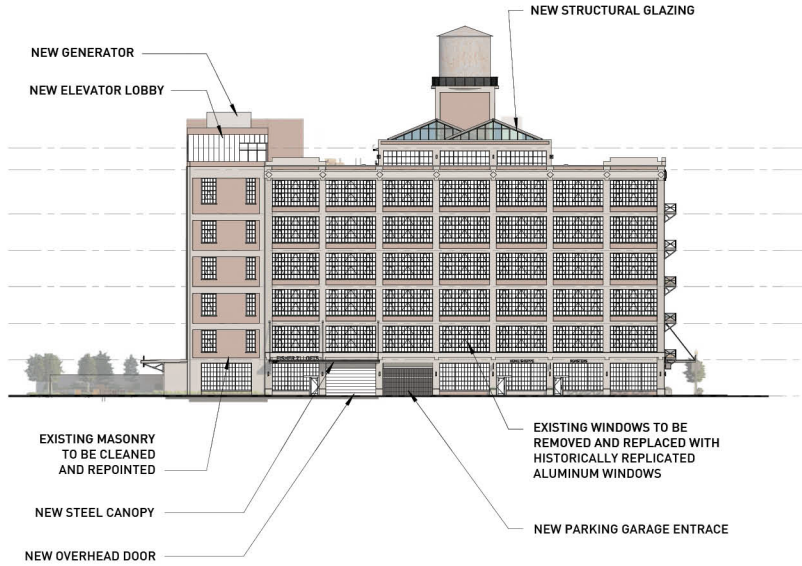 NEW STRUCTURAL GLAZING
NEW GENERATOR
NEW ELEVATOR LOBBY
EXISTING MASONRY
TO BE CLEANED
AND REPOINTED
EXISTING WINDOWS TO BE
REMOVED AND REPLACED WITH
HISTORICALLY REPLICATED
ALUMINUM WINDOWS
NEW STEEL CANOPY
NEW PARKING GARAGE ENTRACE
NEW OVERHEAD DOOR